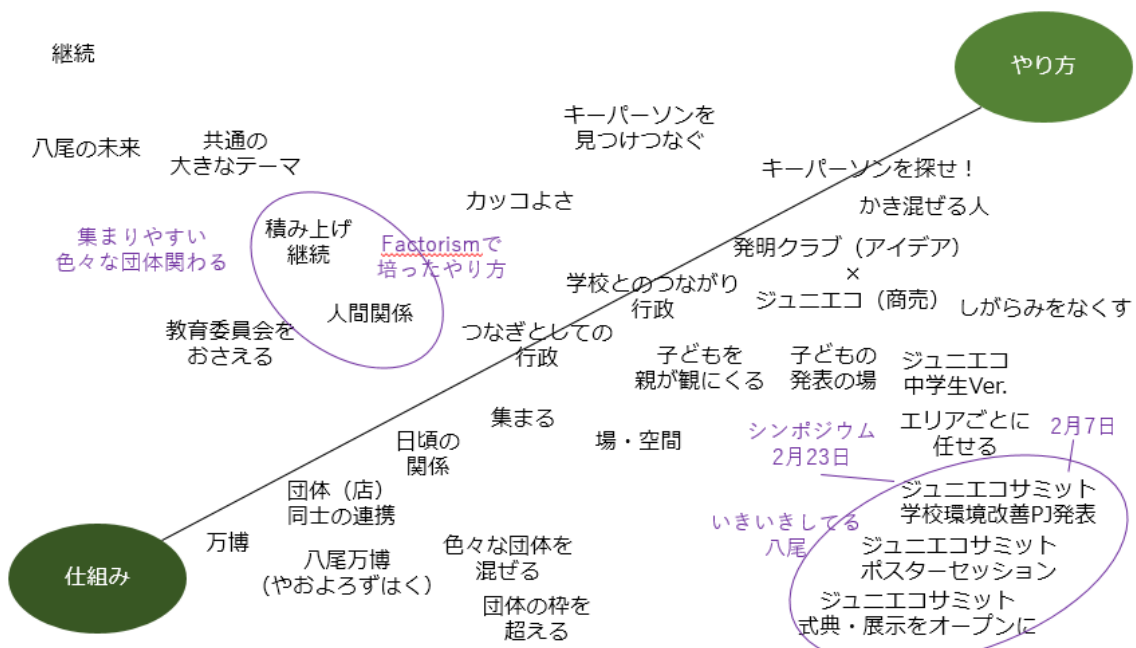 継続
やり方
キーパーソンを
見つけつなぐ
八尾の未来
共通の
大きなテーマ
キーパーソンを探せ！
カッコよさ
かき混ぜる人
積み上げ
継続
集まりやすい
色々な団体関わる
Factorismで
培ったやり方
発明クラブ（アイデア）
×
ジュニエコ（商売）
しがらみをなくす
学校とのつながり
行政
人間関係
教育委員会を
おさえる
つなぎとしての
行政
子どもを
親が観にくる
子どもの
発表の場
ジュニエコ
中学生Ver.
集まる
日頃の
関係
場・空間
エリアごとに
任せる
シンポジウム
2月23日
2月7日
団体（店）
同士の連携
ジュニエコサミット
学校環境改善PJ発表
いきいきしてる
八尾
万博
八尾万博
（やおよろずはく）
色々な団体を
混ぜる
ジュニエコサミット
ポスターセッション
仕組み
団体の枠を
超える
ジュニエコサミット
式典・展示をオープンに